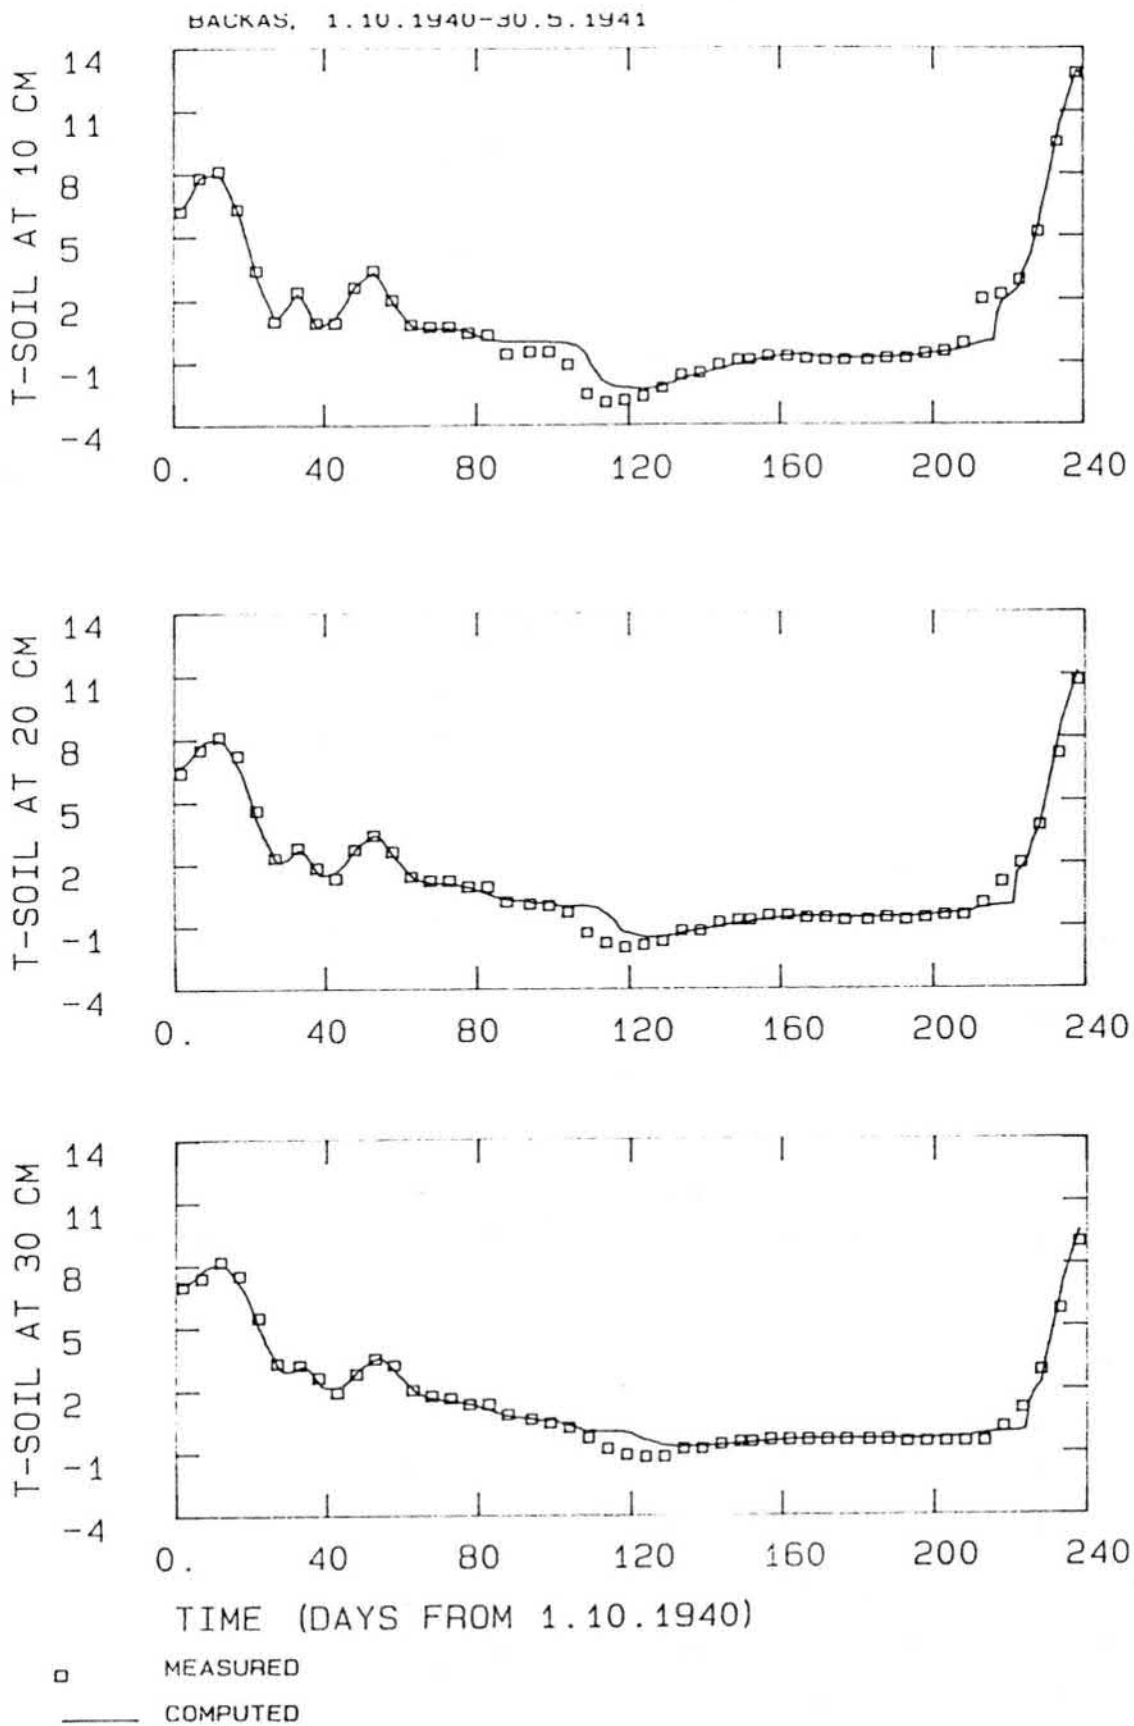 BACKAS, 1.10.1940-30.5.1941
T-SOIL AT 10 CM
14
11
8
5
2
-1
-4
0. 40 80 120 160 200 240
T-SOIL AT 20 CM
14
11
8
5
2
-1
-4
0. 40 80 120 160 200 240
T-SOIL AT 30 CM
14
11
8
5
2
-1
-4
0. 40 80 120 160 200 240
TIME (DAYS FROM 1.10.1940)
MEASURED
COMPUTED